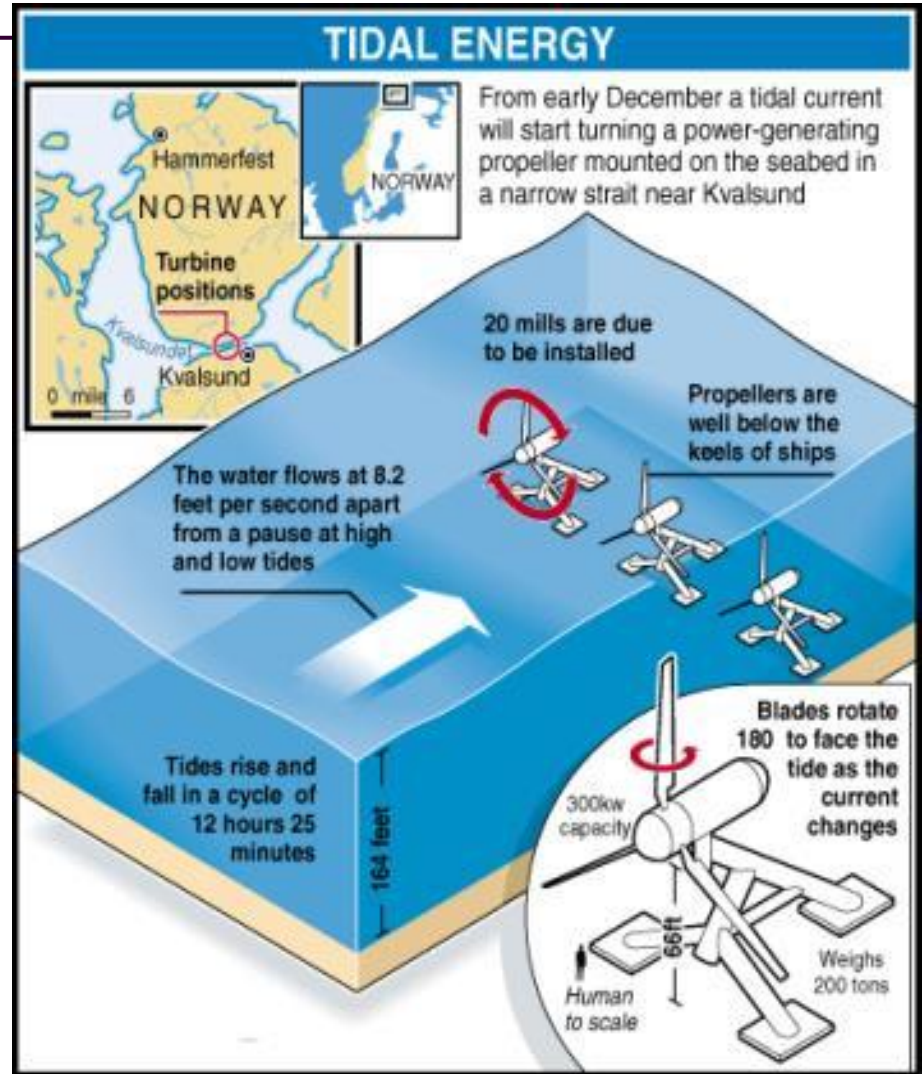 TIDAL ENERGY
Hammerfest
NORWAY
Turbine
positions
Kvalsundet
Kvalsund
0 mile 6
NORWAY
From early December a tidal current
will start turning a power-generating
propeller mounted on the seabed in
a narrow strait near Kvalsund
20 mills are due
to be installed
Propellers are
well below the
keels of ships
The water flows at 8.2
feet per second apart
from a pause at high
and low tides
Tides rise and
fall in a cycle of
12 hours 25
minutes
164 feet
Blades rotate
180 to face the
tide as the
current
changes
300kw
capacity
66ft
Human
to scale
Weighs
200 tons